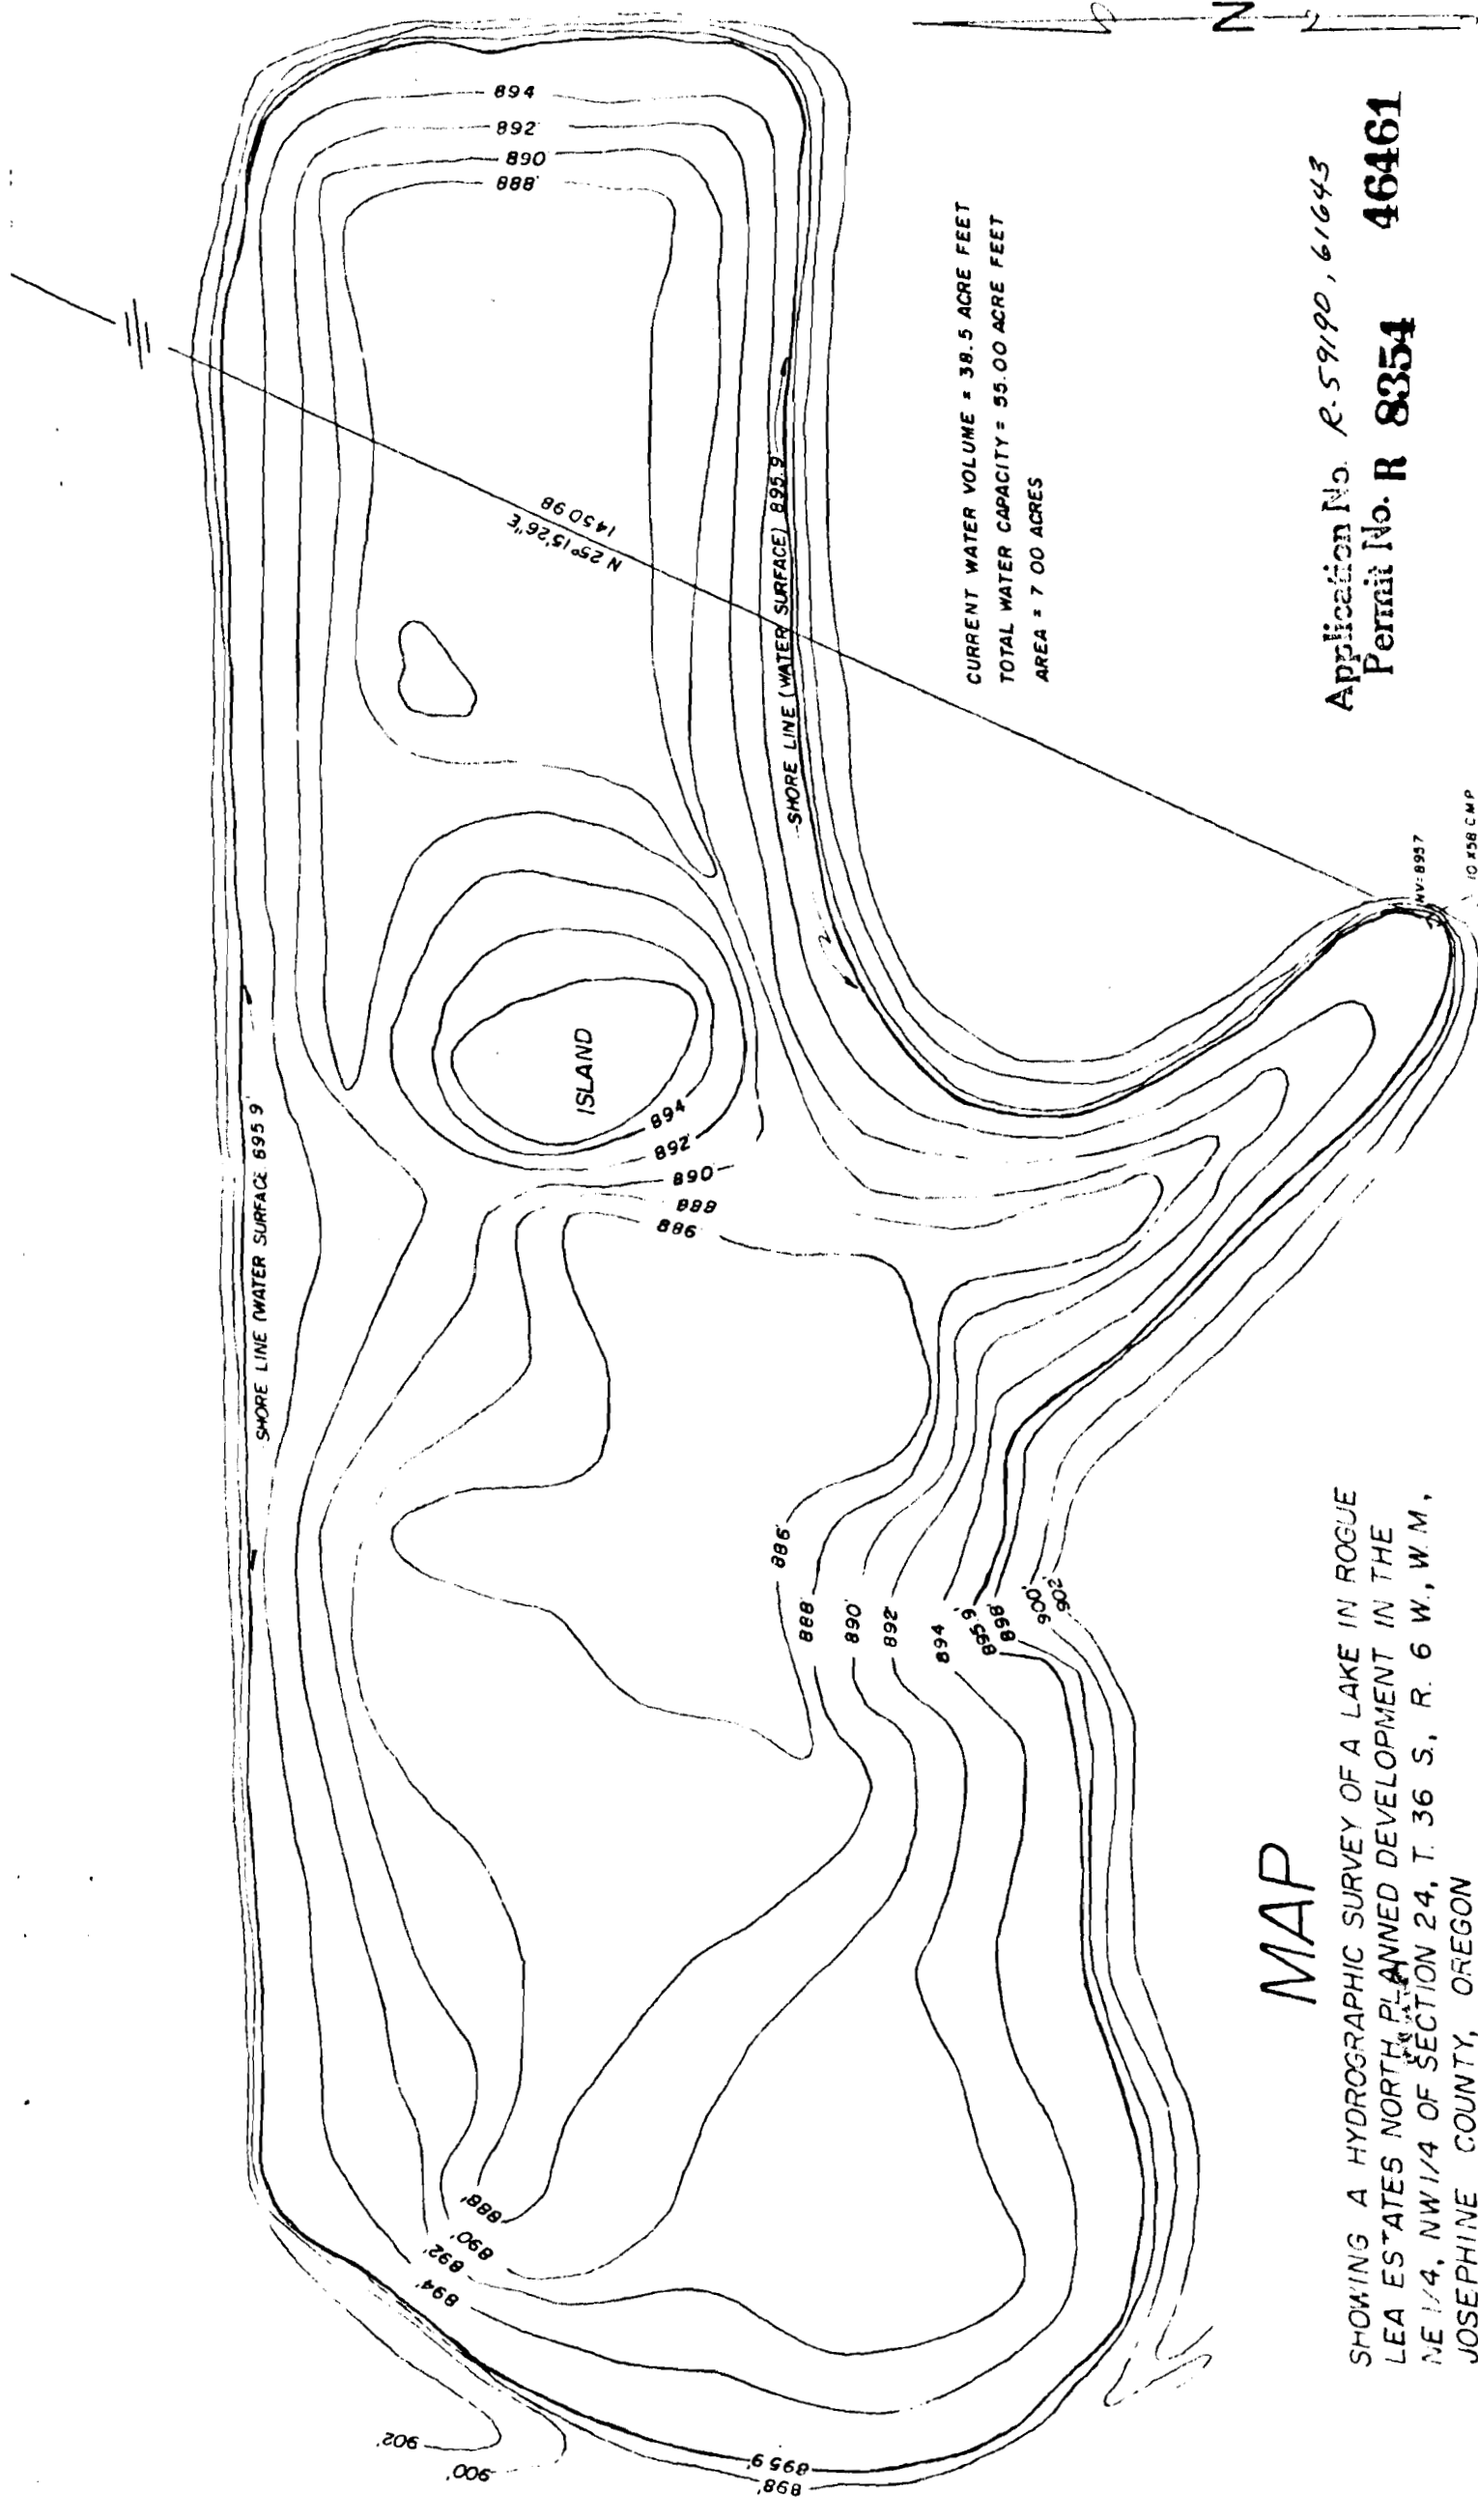 MAP
SHOWING A HYDROGRAPHIC SURVEY OF A LAKE IN ROGUE
LEA ESTATES NORTH PLANNED DEVELOPMENT IN THE
NE 1/4, NW 1/4 OF SECTION 24, T. 36 S., R. 6 W., W.M.,
JOSEPHINE COUNTY, OREGON
CURRENT WATER VOLUME = 38.5 ACRE FEET
TOTAL WATER CAPACITY = 55.00 ACRE FEET
AREA = 7 00 ACRES
Application No. R-59190, 61643
Permit No. R 8354 46461
N
SHORE LINE (WATER SURFACE 895 9'
SHORE LINE (WATER SURFACE) 895.9
N 25° 15' 26" E
1450 98
ISLAND
894
892'
890
888'
894
892'
890
888
886
886'
888'
890'
892'
894
895.9'
898'
900'
902'
888'
890'
892'
894'
902'
900'
895 9'
898'
INV=8957
10 x58 CMP